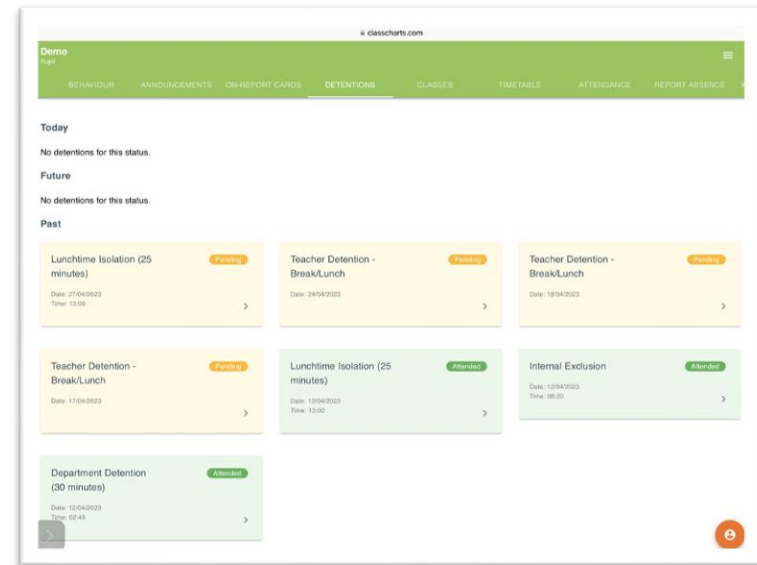 classcharts.com
Demo
Pupil
BEHAVIOUR ANNOUNCEMENTS ON-REPORT CARDS DETENTIONS CLASSES TIMETABLE ATTENDANCE REPORT ABSENCE
Today
No detentions for this status.
Future
No detentions for this status.
Past
Lunchtime Isolation (25
minutes)
Pending
Date: 27/04/2023
Time: 13:00
Teacher Detention -
Break/Lunch
Pending
Date: 24/04/2023
Teacher Detention -
Break/Lunch
Pending
Date: 18/04/2023
Teacher Detention -
Break/Lunch
Pending
Date: 17/04/2023
Lunchtime Isolation (25
minutes)
Attended
Date: 12/04/2023
Time: 13:00
Internal Exclusion
Attended
Date: 12/04/2023
Time: 08:20
Department Detention
(30 minutes)
Attended
Date: 12/04/2023
Time: 02:45